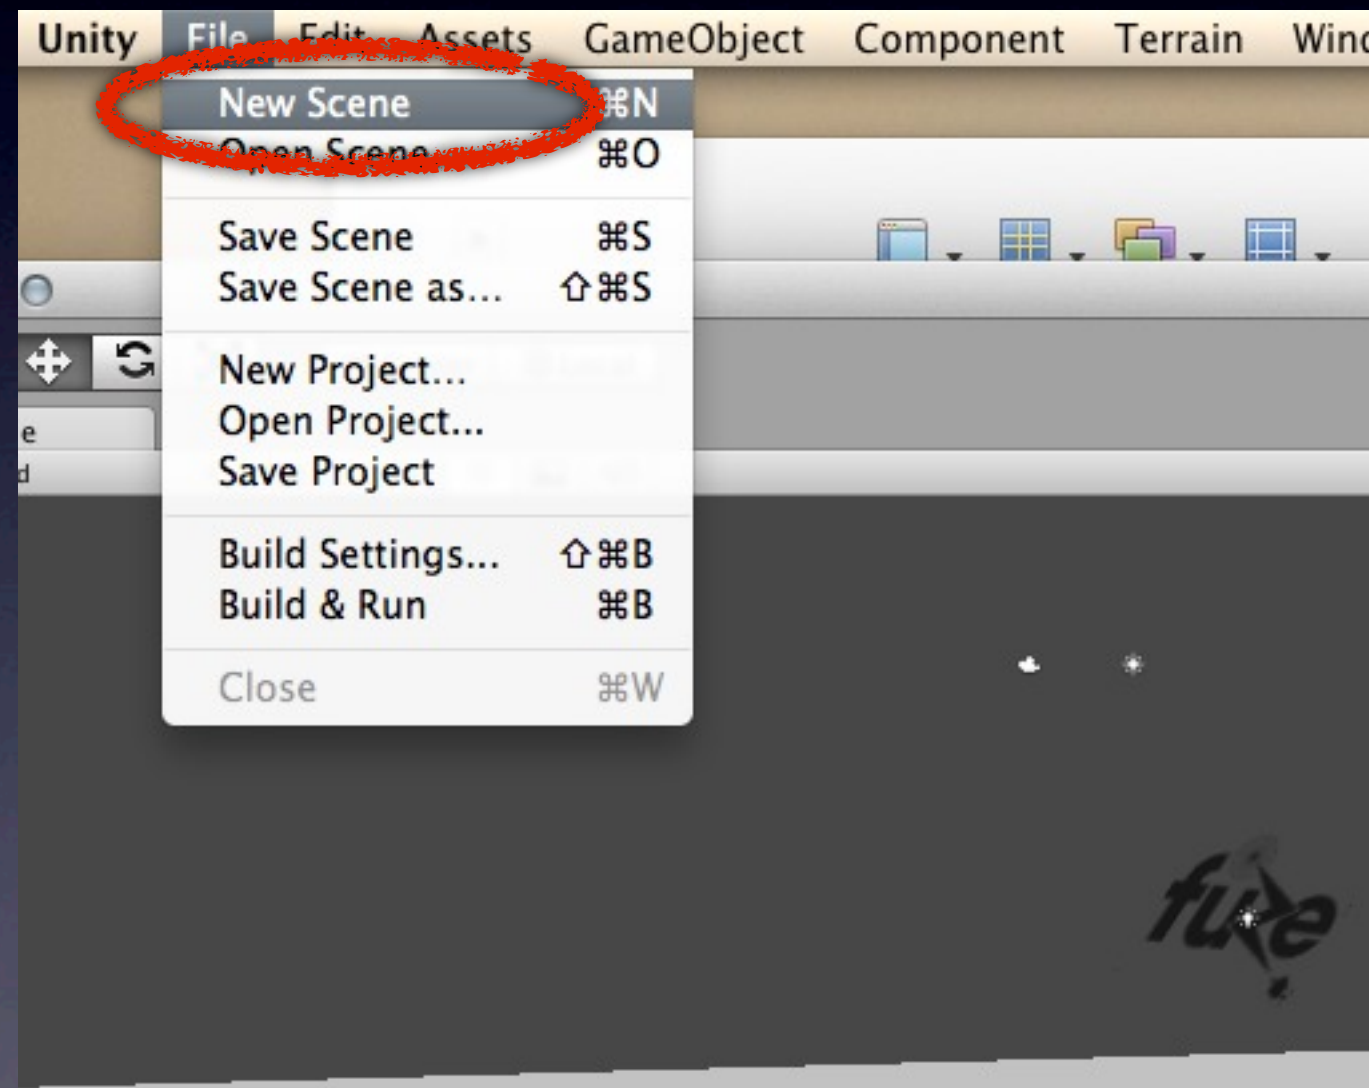 Unity File Edit Assets GameObject Component Terrain Wind
New Scene ⌘N
Open Scene ⌘O
Save Scene ⌘S
Save Scene as... ⇧⌘S
New Project...
Open Project...
Save Project
Build Settings... ⇧⌘B
Build & Run ⌘B
Close ⌘W
e
d